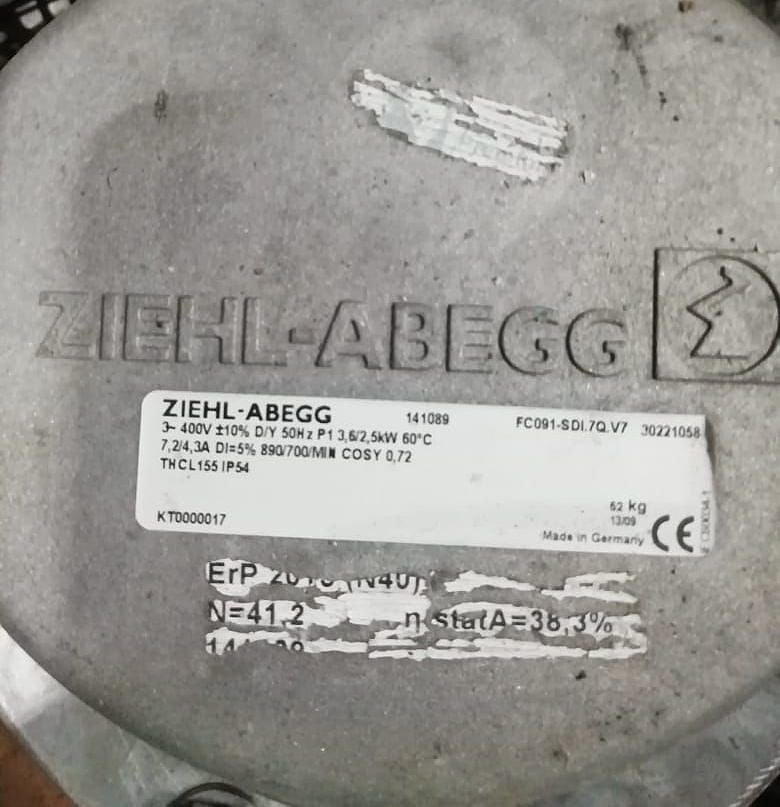 ZIEHL-ABEGG
ZIEHL-ABEGG 141089 FC091-SDI.7Q.V7 30221058
3~ 400V ±10% D/Y 50Hz P1 3,6/2,5kW 60°C
7,2/4,3A DI=5% 890/700/MIN COSY 0,72
THCL155 IP54
62 kg
13/09
KT0000017
Made in Germany CE
ErP
N=41,2 statA=38,3%